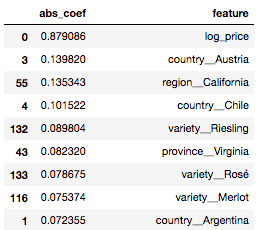 abs_coef feature
0 0.879086 log_price
3 0.139820 country__Austria
55 0.135343 region__California
4 0.101522 country__Chile
132 0.089804 variety__Riesling
43 0.082320 province__Virginia
133 0.078675 variety__Rosé
116 0.075374 variety__Merlot
1 0.072355 country__Argentina